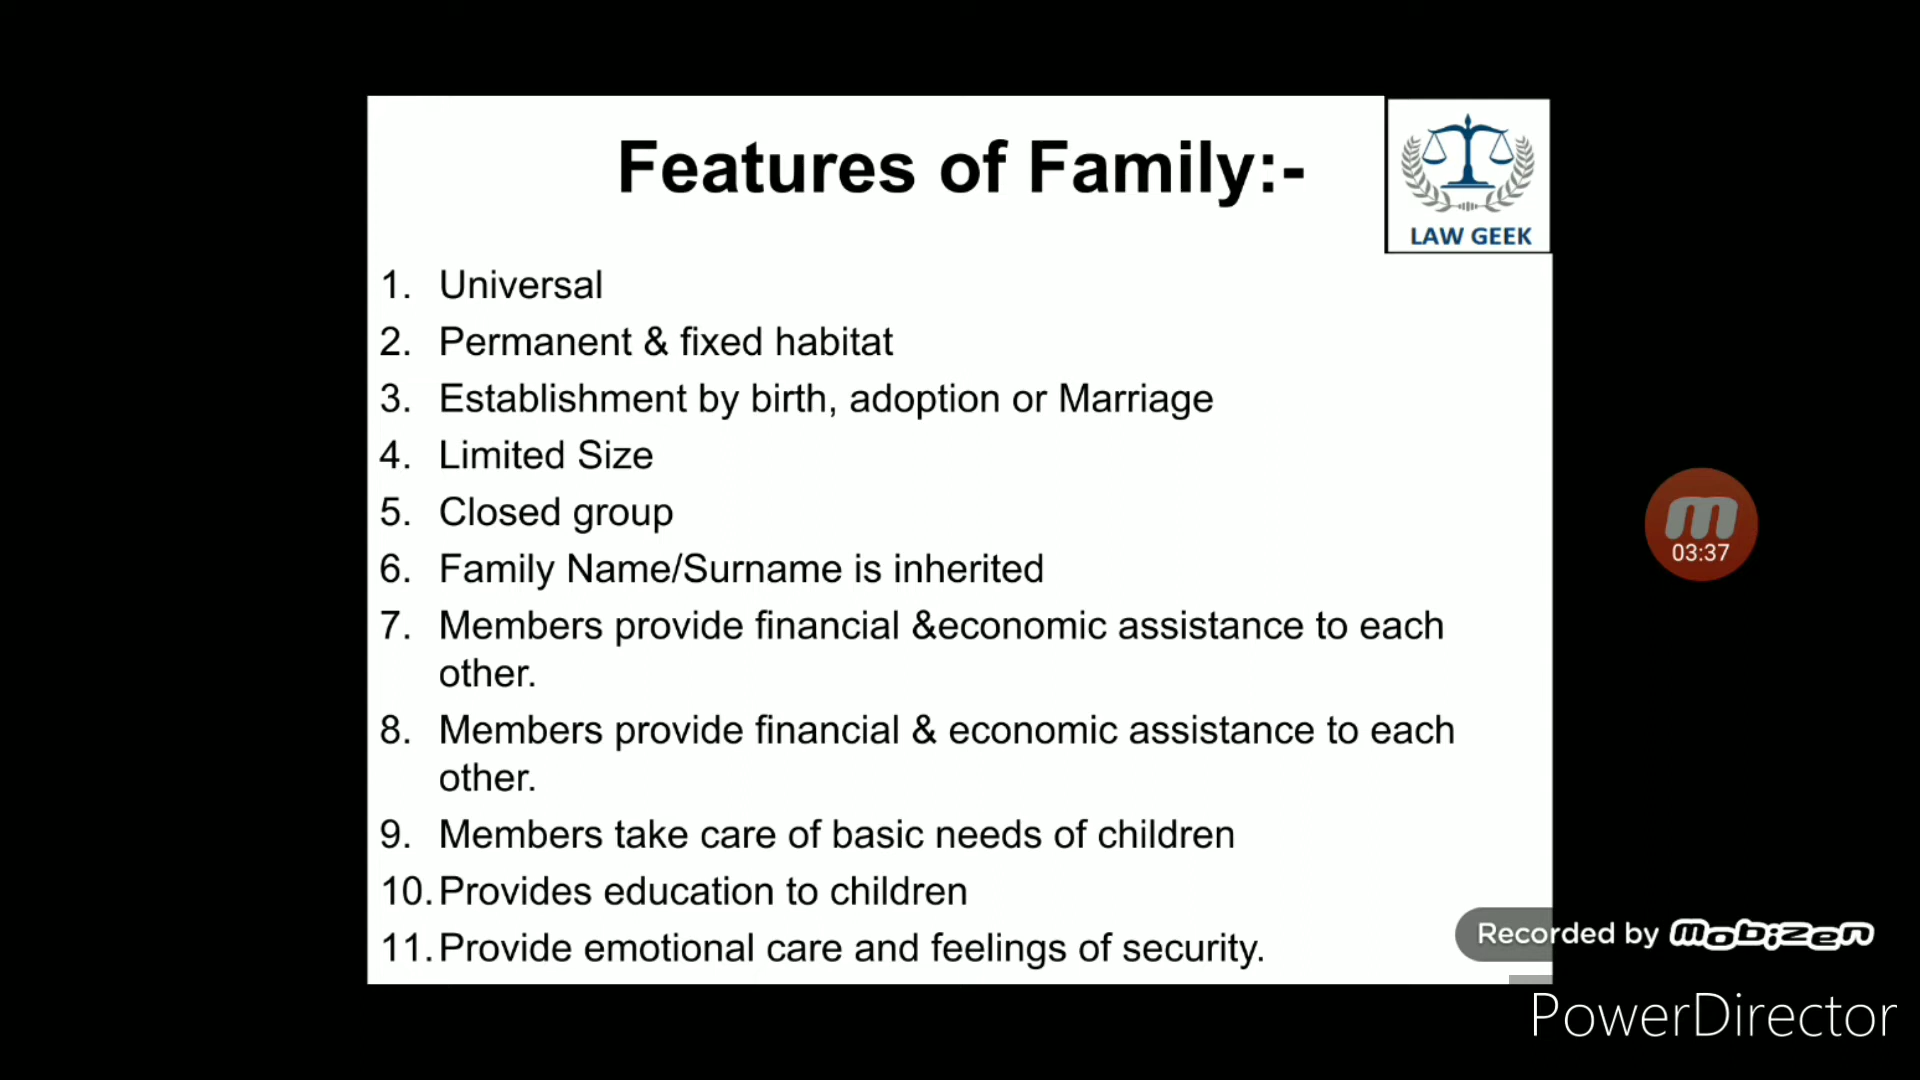 Features of Family:-
LAW GEEK
1. Universal
2. Permanent & fixed habitat
3. Establishment by birth, adoption or Marriage
4. Limited Size
5. Closed group
6. Family Name/Surname is inherited
7. Members provide financial &economic assistance to each
other.
8. Members provide financial & economic assistance to each
other.
9. Members take care of basic needs of children
10. Provides education to children
11. Provide emotional care and feelings of security.
03:37
Recorded by mobizen
PowerDirector